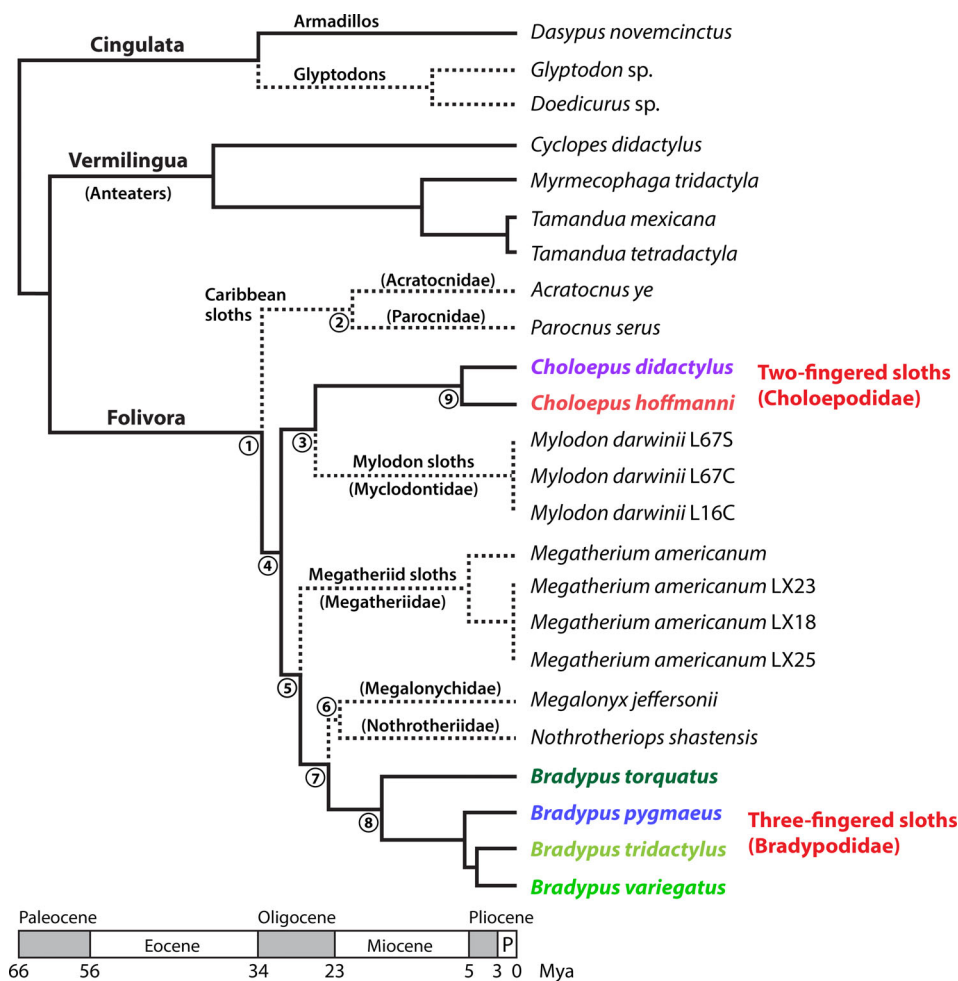 Armadillos
Cingulata
Dasypus novemcinctus
Glyptodons
Glyptodon sp.
Doedicurus sp.
Cyclopes didactylus
Vermilingua
(Anteaters)
Myrmecophaga tridactyla
Tamandua mexicana
Tamandua tetradactyla
Caribbean
sloths
(Acratocnidae)
Acratocnus ye
2
(Parocnidae)
Parocnus serus
Choloepus didactylus
9
Choloepus hoffmanni
Two-fingered sloths
(Choloepodidae)
Folivora
1
3
Mylodon sloths
(Myclodontidae)
Mylodon darwinii L67S
Mylodon darwinii L67C
Mylodon darwinii L16C
4
Megatheriid sloths
(Megatheriidae)
Megatherium americanum
Megatherium americanum LX23
Megatherium americanum LX18
Megatherium americanum LX25
5
(Megalonychidae)
Megalonyx jeffersonii
6
(Nothrotheriidae)
Nothrotheriops shastensis
7
Bradypus torquatus
8
Bradypus pygmaeus
Bradypus tridactylus
Bradypus variegatus
Three-fingered sloths
(Bradypodidae)
Paleocene Oligocene Pliocene
Eocene Miocene P
66 56 34 23 5 3 0 Mya